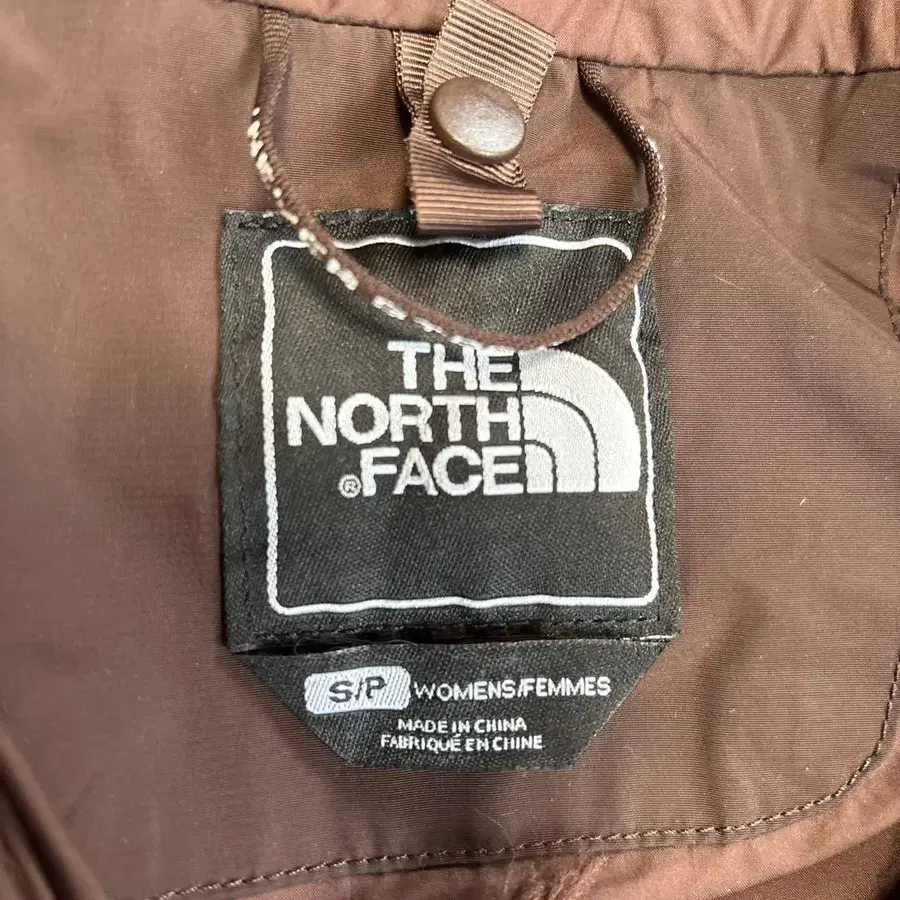 THE
NORTH
®FACE
S/P WOMENS/FEMMES
MADE IN CHINA
FABRIQUÉ EN CHINE